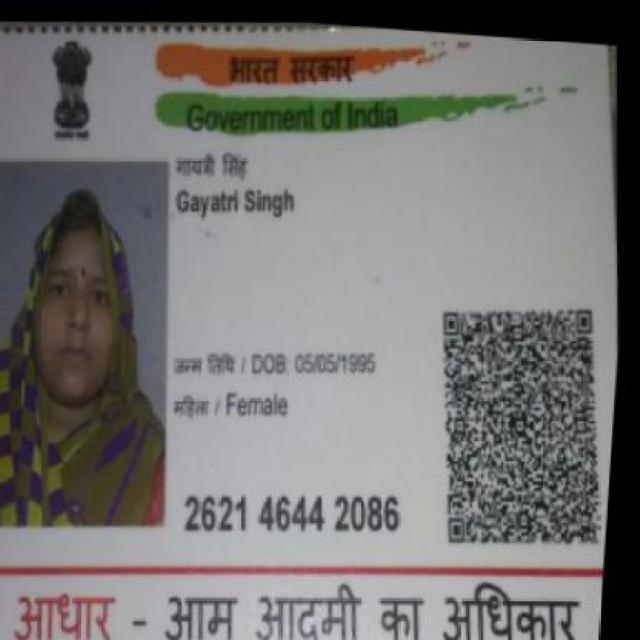 भारत सरकार
Government of India
गायत्री सिंह
Gayatri Singh
जन्म तिथि / DOB: 05/05/1995
महिला / Female
2621 4644 2086
आधार - आम आदमी का अधिकार